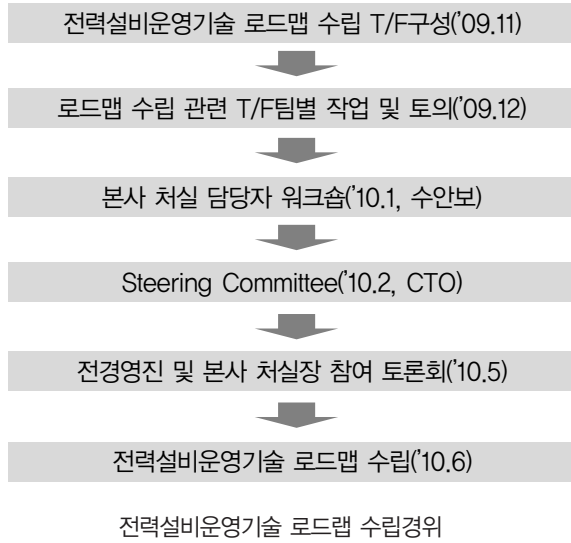 전력설비운영기술 로드맵 수립 T/F구성('09.11)
로드맵 수립 관련 T/F팀별 작업 및 토의('09.12)
본사 처실 담당자 워크숍('10.1, 수안보)
Steering Committee('10.2, CTO)
전경영진 및 본사 처실장 참여 토론회('10.5)
전력설비운영기술 로드맵 수립('10.6)
전력설비운영기술 로드랩 수립경위